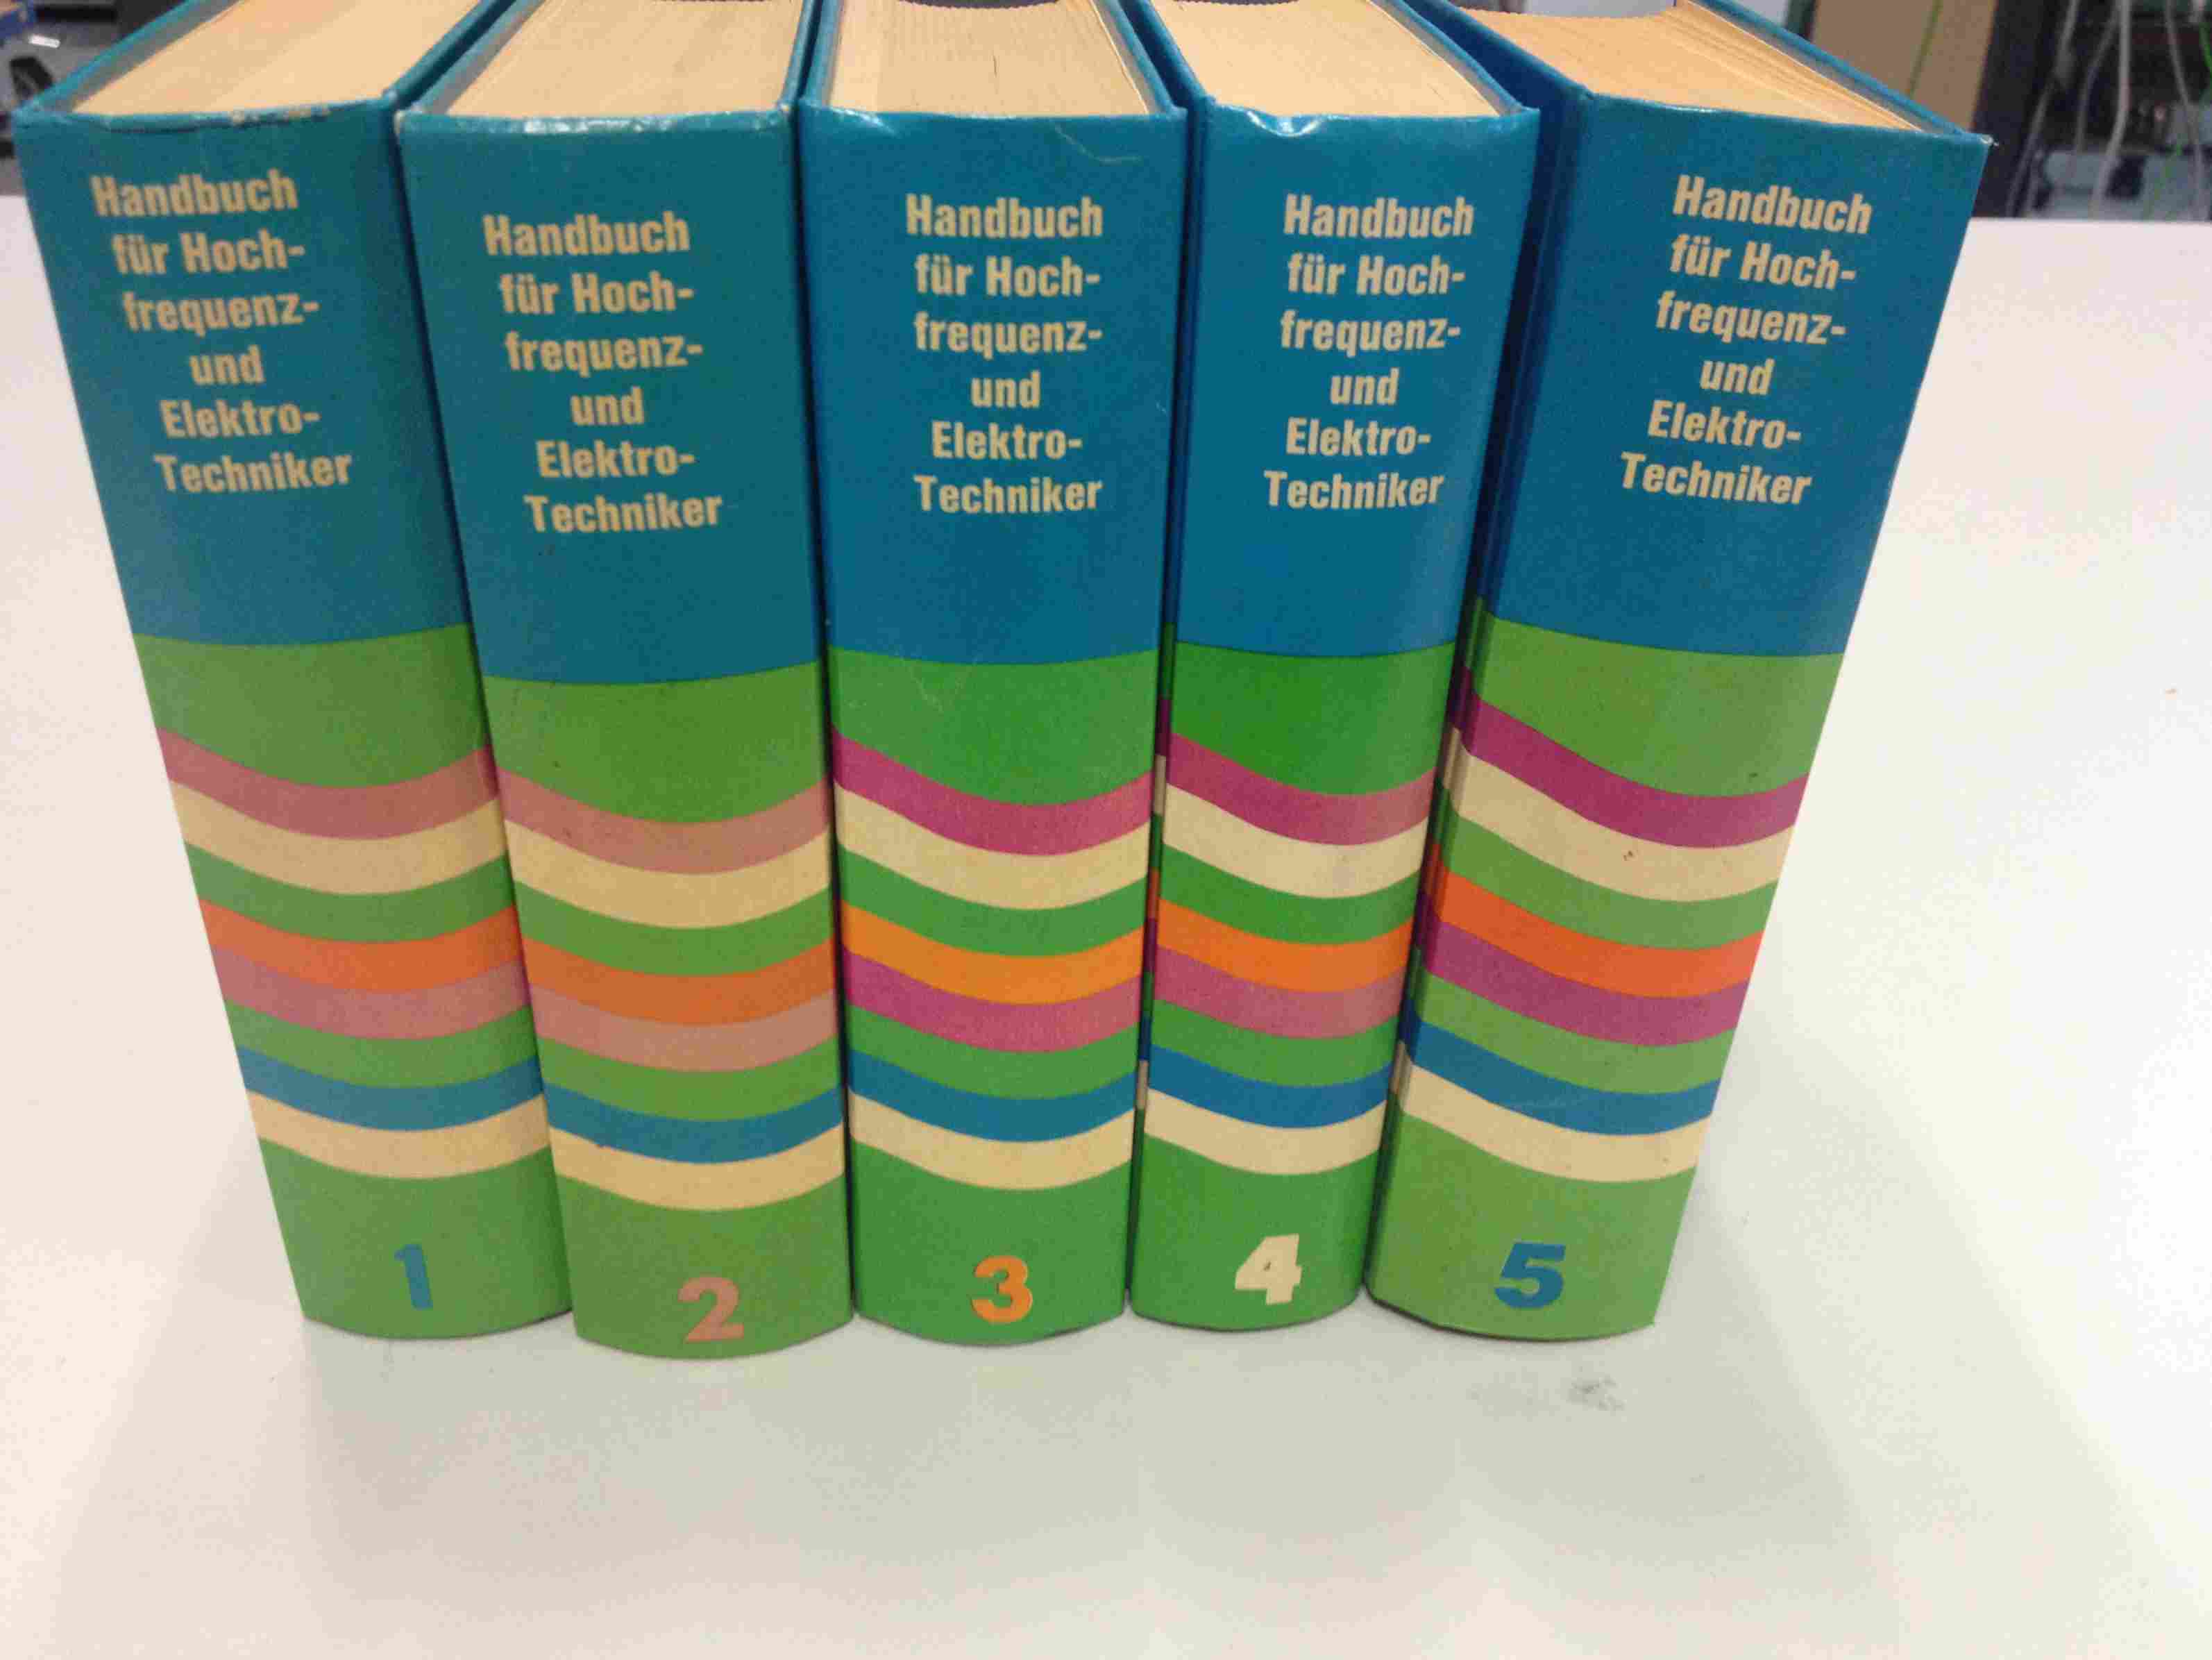 Handbuch
für Hoch-
frequenz-
und
Elektro-
Techniker
1
Handbuch
für Hoch-
frequenz-
und
Elektro-
Techniker
2
Handbuch
für Hoch-
frequenz-
und
Elektro-
Techniker
3
Handbuch
für Hoch-
frequenz-
und
Elektro-
Techniker
4
Handbuch
für Hoch-
frequenz-
und
Elektro-
Techniker
5